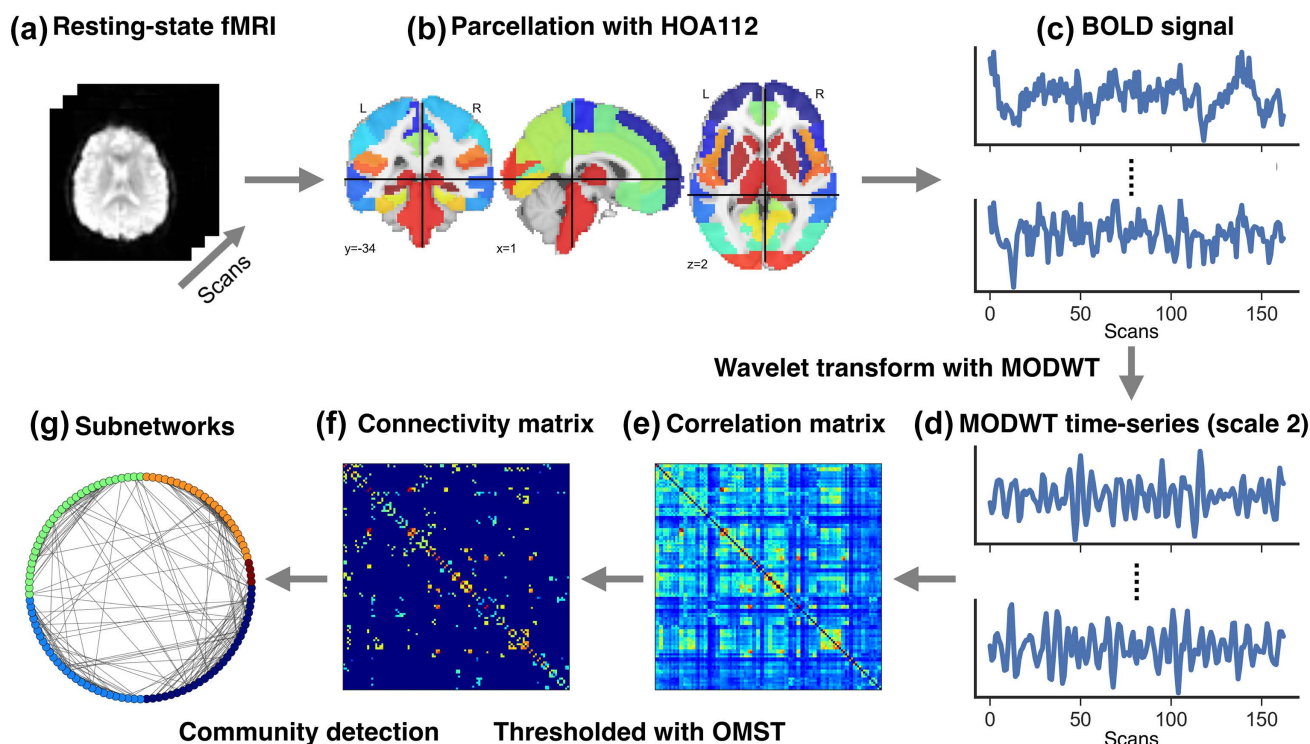 (a) Resting-state fMRI
(b) Parcellation with HOA112
(c) BOLD signal
L R
L R
y=-34
x=1
z=2
Scans
0 50 100 150
Scans
Wavelet transform with MODWT
(g) Subnetworks
(f) Connectivity matrix
(e) Correlation matrix
(d) MODWT time-series (scale 2)
0 50 100 150
Scans
Community detection
Thresholded with OMST